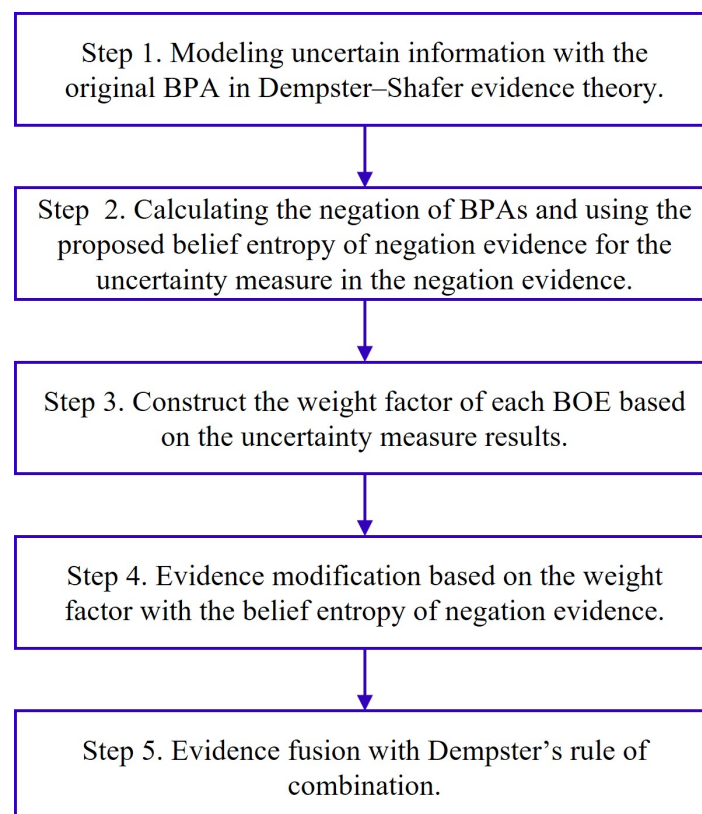 Step 1. Modeling uncertain information with the
original BPA in Dempster–Shafer evidence theory.
Step 2. Calculating the negation of BPAs and using the
proposed belief entropy of negation evidence for the
uncertainty measure in the negation evidence.
Step 3. Construct the weight factor of each BOE based
on the uncertainty measure results.
Step 4. Evidence modification based on the weight
factor with the belief entropy of negation evidence.
Step 5. Evidence fusion with Dempster’s rule of
combination.